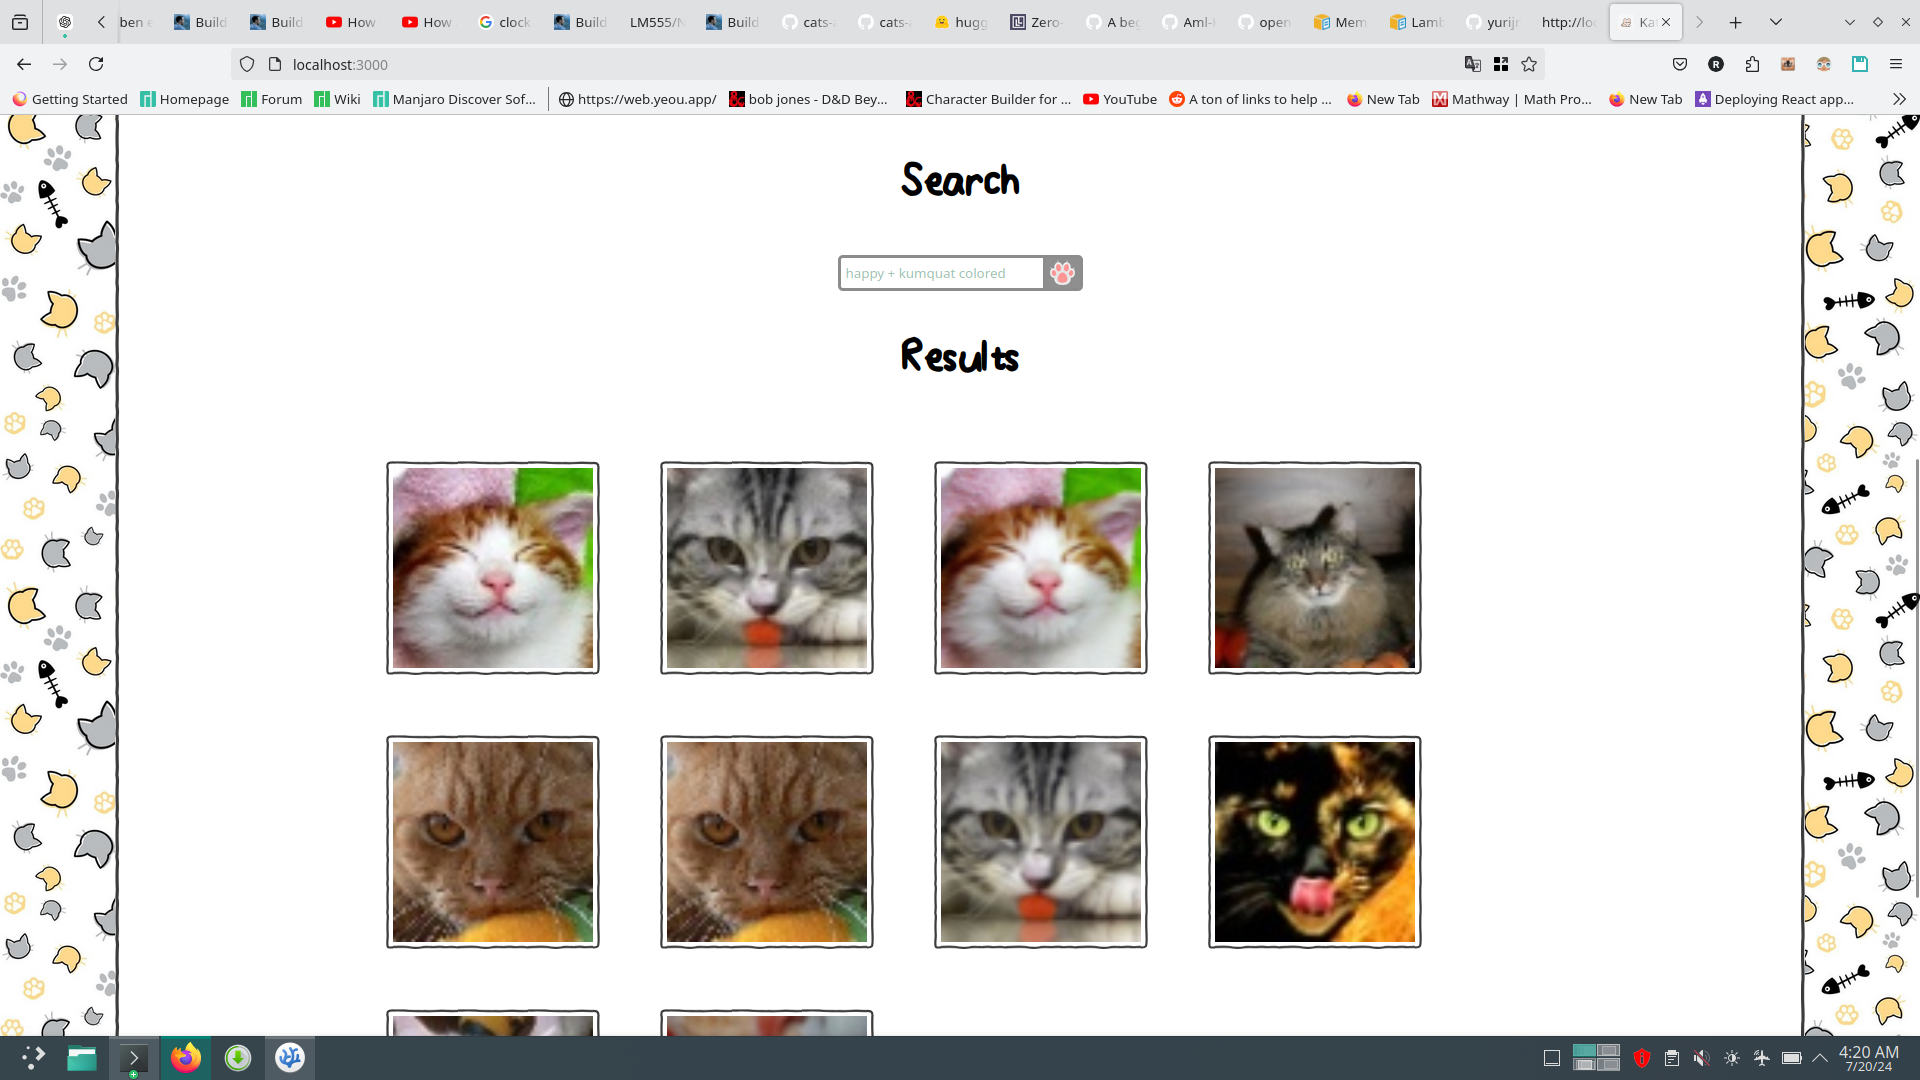 Build
Build
How
How
clock
Build
LM555/N
Build
cats-
cats-
hugg
Zero-
A beg
Aml-
open
Mem
Lamb
yurijr
http://loc
Ka
localhost:3000
Getting Started
Homepage
Forum
Wiki
Manjaro Discover Sof...
https://web.yeou.app/
bob jones - D&D Bey...
Character Builder for ...
YouTube
A ton of links to help ...
New Tab
Mathway | Math Pro...
New Tab
Deploying React app...
Search
happy + kumquat colored
Results
4:20 AM
7/20/24